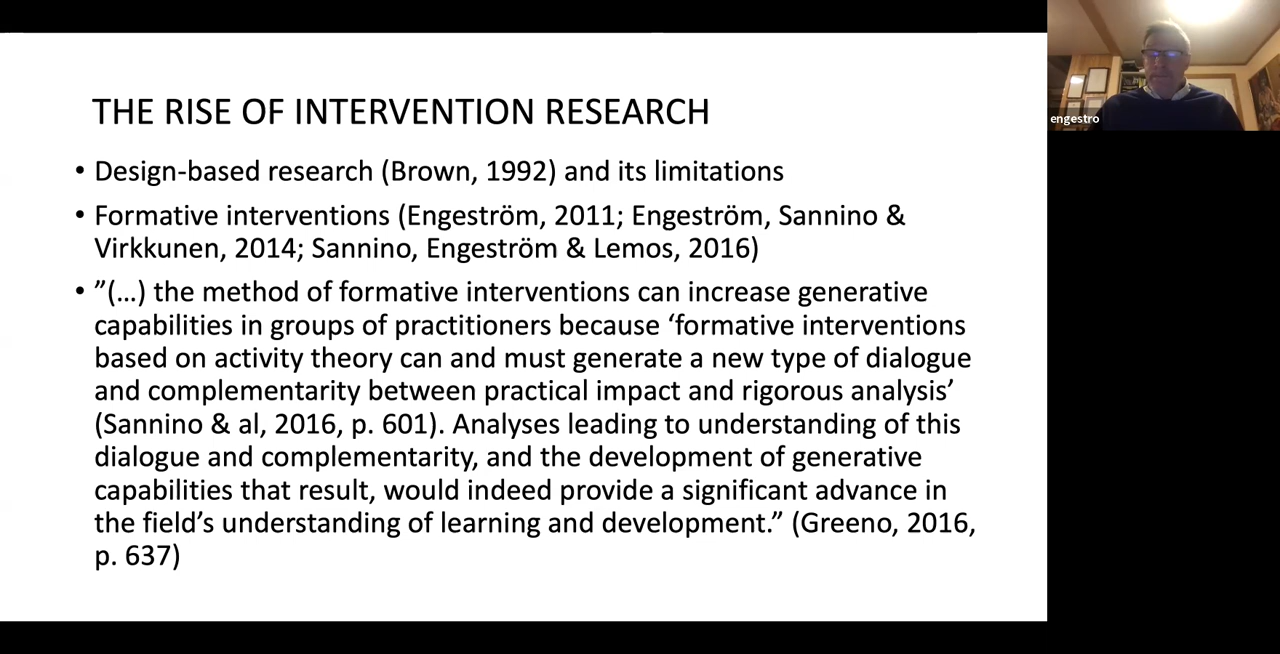 THE RISE OF INTERVENTION RESEARCH
• Design-based research (Brown, 1992) and its limitations
• Formative interventions (Engeström, 2011; Engeström, Sannino &
Virkkunen, 2014; Sannino, Engeström & Lemos, 2016)
• ”(…) the method of formative interventions can increase generative
capabilities in groups of practitioners because ‘formative interventions
based on activity theory can and must generate a new type of dialogue
and complementarity between practical impact and rigorous analysis’
(Sannino & al, 2016, p. 601). Analyses leading to understanding of this
dialogue and complementarity, and the development of generative
capabilities that result, would indeed provide a significant advance in
the field’s understanding of learning and development.” (Greeno, 2016,
p. 637)
engestro